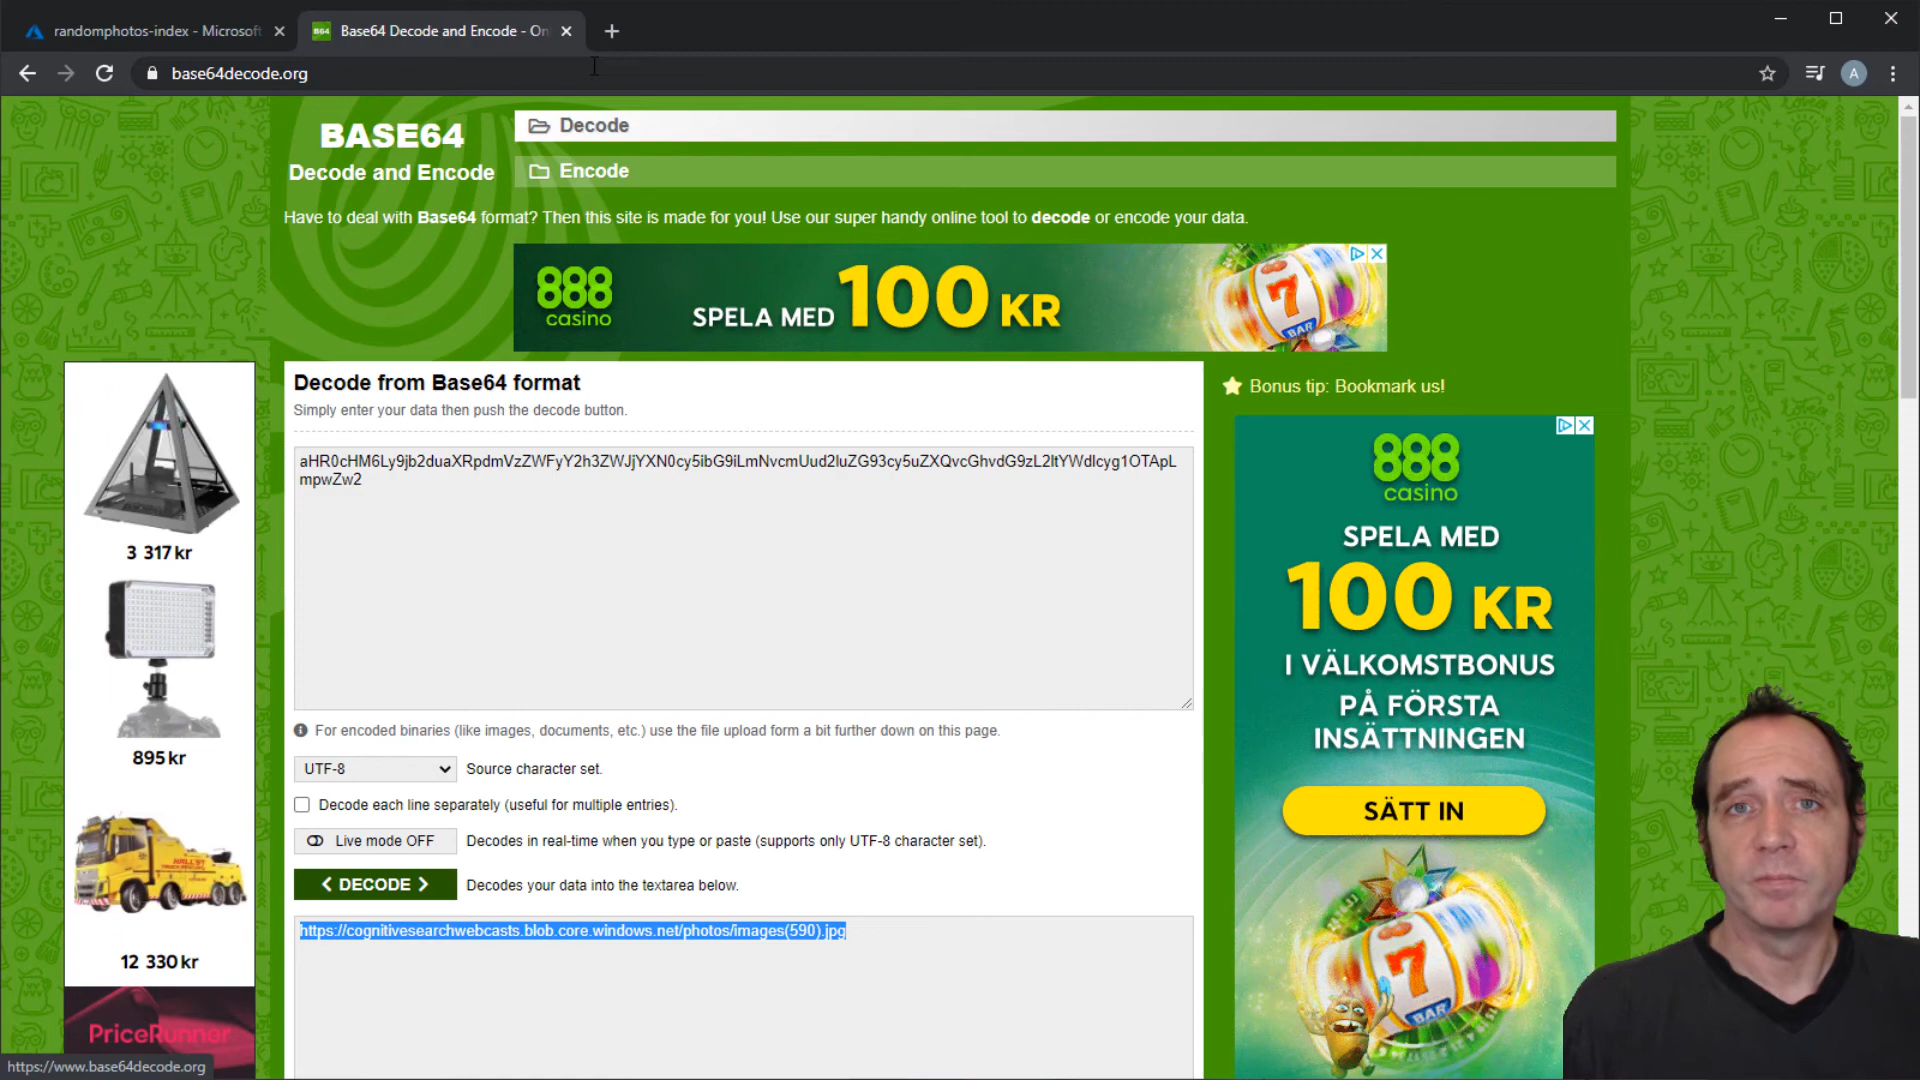 randomphotos-index - Microsoft
B64
Base64 Decode and Encode - On
base64decode.org
A
BASE64
Decode and Encode
Decode
Encode
Have to deal with Base64 format? Then this site is made for you! Use our super handy online tool to decode or encode your data.
888
casino
SPELA MED 100 KR
7
BAR
3 317 kr
895 kr
HALL'ST
12 330 kr
PriceRunner
Decode from Base64 format
Simply enter your data then push the decode button.
aHR0cHM6Ly9jb2duaXRpdmVzZWFyY2h3ZWJjYXN0cy5ibG9iLmNvcmUud2luZG93cy5uZXQvcGhvdG9zL2ltYWdlcyg1OTApL
mpwZw2
For encoded binaries (like images, documents, etc.) use the file upload form a bit further down on this page.
UTF-8
Source character set.
Decode each line separately (useful for multiple entries).
Live mode OFF
Decodes in real-time when you type or paste (supports only UTF-8 character set).
< DECODE >
Decodes your data into the textarea below.
https://cognitivesearchwebcasts.blob.core.windows.net/photos/images(590).jpg
Bonus tip: Bookmark us!
888
casino
SPELA MED
100 KR
I VÄLKOMSTBONUS
PÅ FÖRSTA
INSÄTTNINGEN
SÄTT IN
7
BAR
https://www.base64decode.org